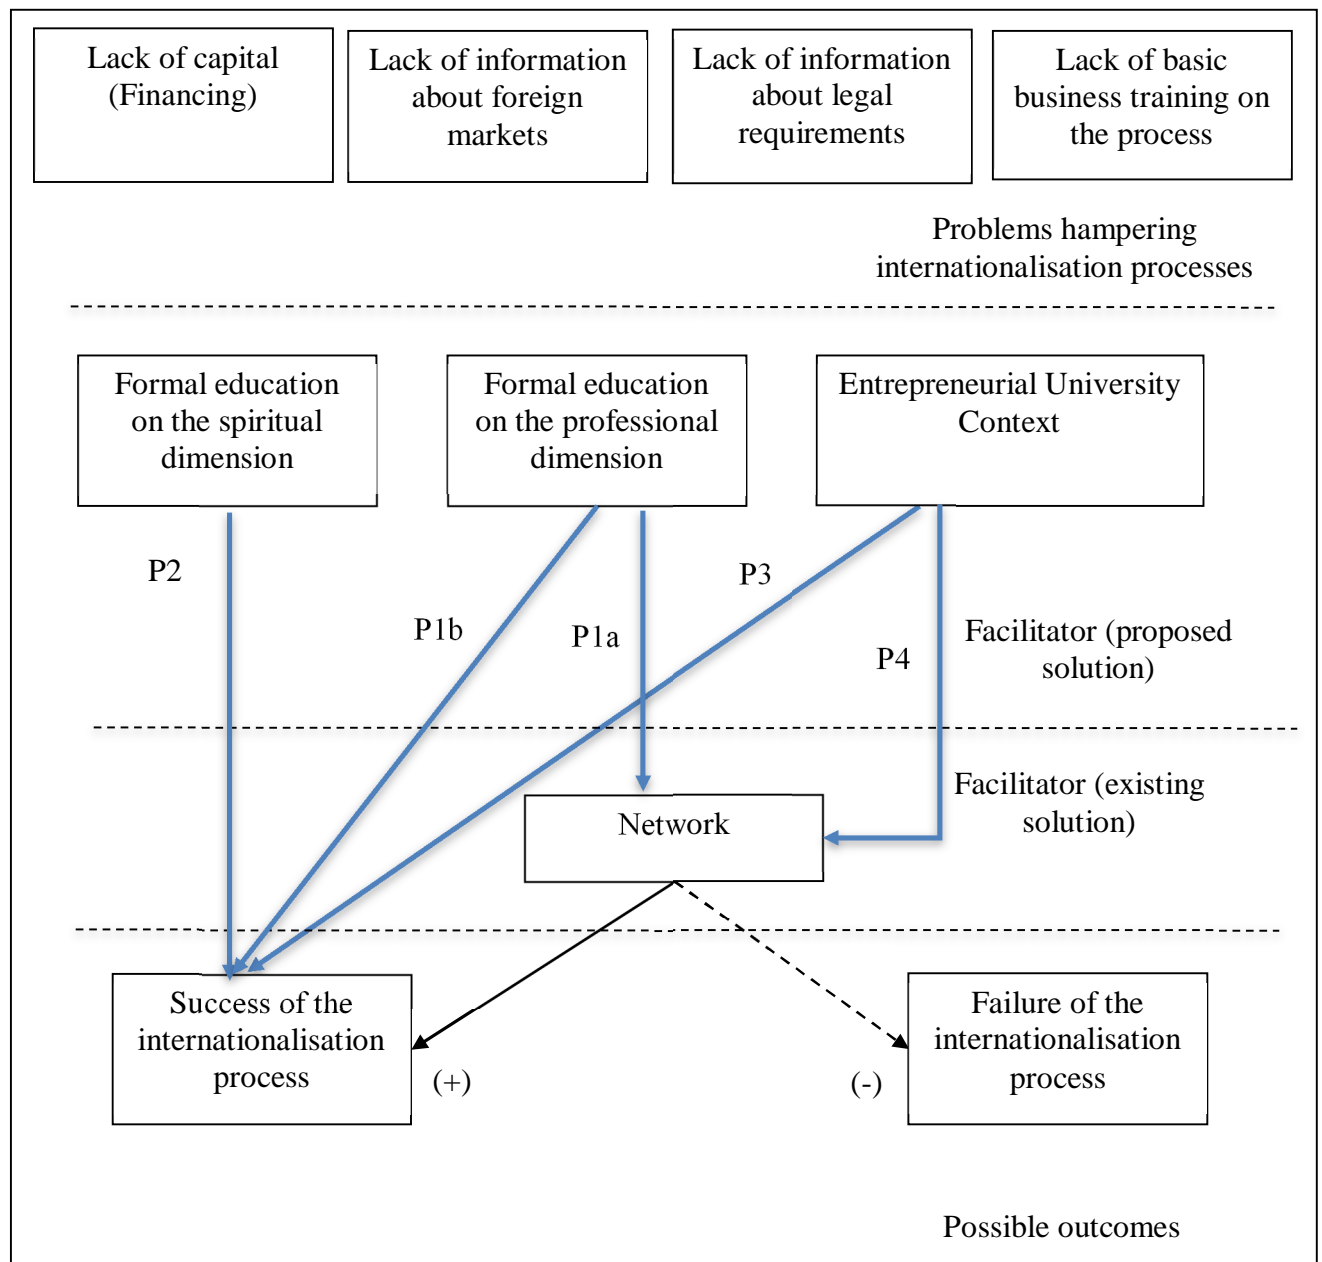 Lack of capital
(Financing)
Lack of information
about foreign
markets
Lack of information
about legal
requirements
Lack of basic
business training on
the process
Problems hampering
internationalisation processes
Formal education
on the spiritual
dimension
Formal education
on the professional
dimension
Entrepreneurial University
Context
P2
P1b
P1a
P3
P4
Facilitator (proposed
solution)
Facilitator (existing
solution)
Network
Success of the
internationalisation
process
(+)
(-)
Failure of the
internationalisation
process
Possible outcomes